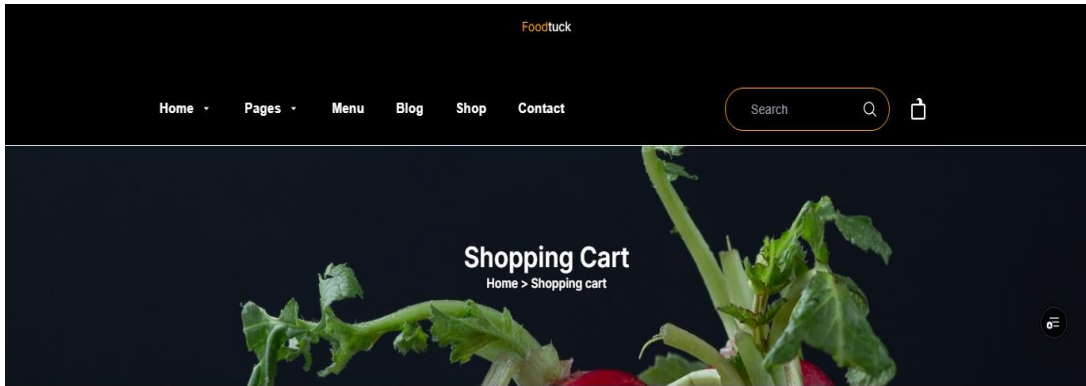 Foodtuck
Home Pages Menu Blog Shop Contact Search
Shopping Cart
Home > Shopping cart